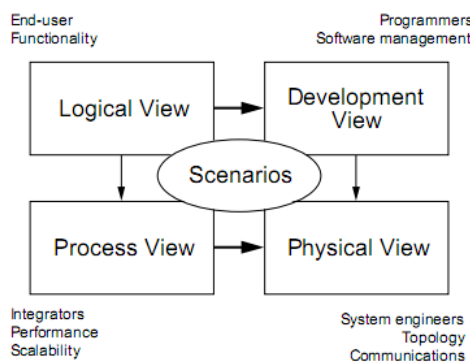 End-user
Functionality
Programmers
Software management
Logical View
Development
View
Scenarios
Process View
Physical View
Integrators
Performance
Scalability
System engineers
Topology
Communications